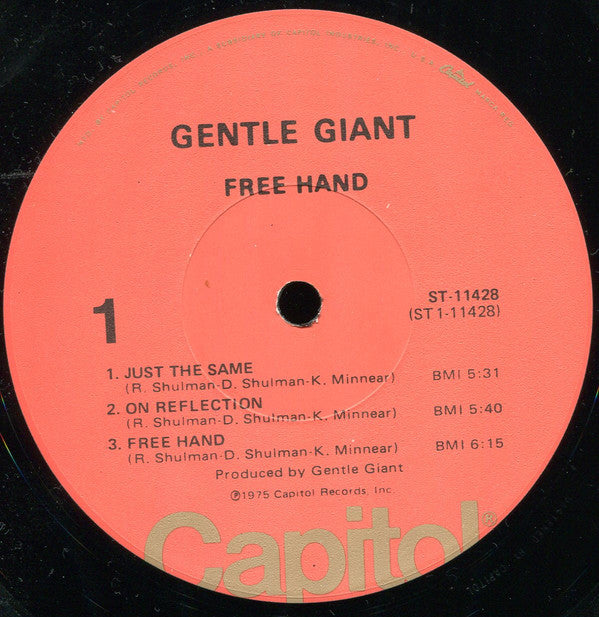 GENTLE GIANT
FREE HAND
1
ST-11428
(ST 1-11428)
1. JUST THE SAME
(R. Shulman-D. Shulman-K. Minnear) BMI 5:31
2. ON REFLECTION
(R. Shulman-D. Shulman-K. Minnear) BMI 5:40
3. FREE HAND
(R. Shulman-D. Shulman-K. Minnear) BMI 6:15
Produced by Gentle Giant
℗1975 Capitol Records, Inc.
Capitol®